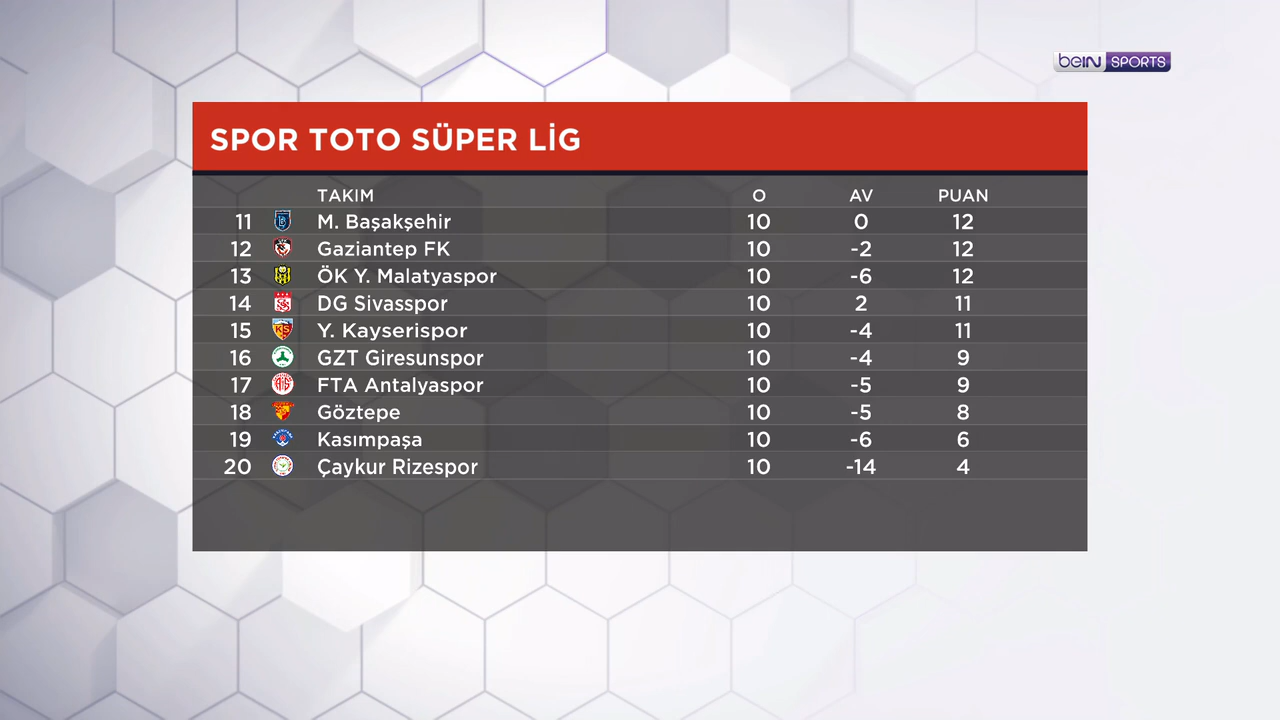 beIN SPORTS
SPOR TOTO SÜPER LİG
TAKIM O AV PUAN
11 M. Başakşehir 10 0 12
12 Gaziantep FK 10 -2 12
13 ÖK Y. Malatyaspor 10 -6 12
14 DG Sivasspor 10 2 11
15 Y. Kayserispor 10 -4 11
16 GZT Giresunspor 10 -4 9
17 FTA Antalyaspor 10 -5 9
18 Göztepe 10 -5 8
19 Kasımpaşa 10 -6 6
20 Çaykur Rizespor 10 -14 4